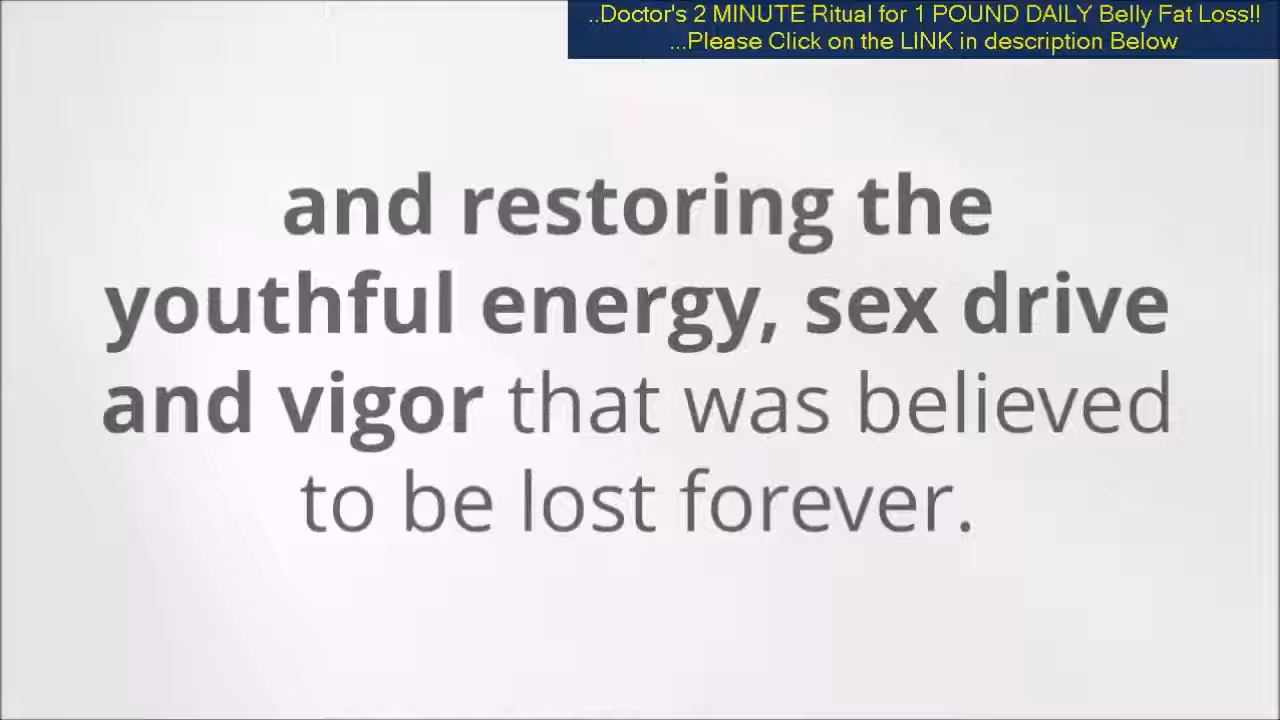 ..Doctor's 2 MINUTE Ritual for 1 POUND DAILY Belly Fat Loss!!
...Please Click on the LINK in description Below
and restoring the
youthful energy, sex drive
and vigor that was believed
to be lost forever.